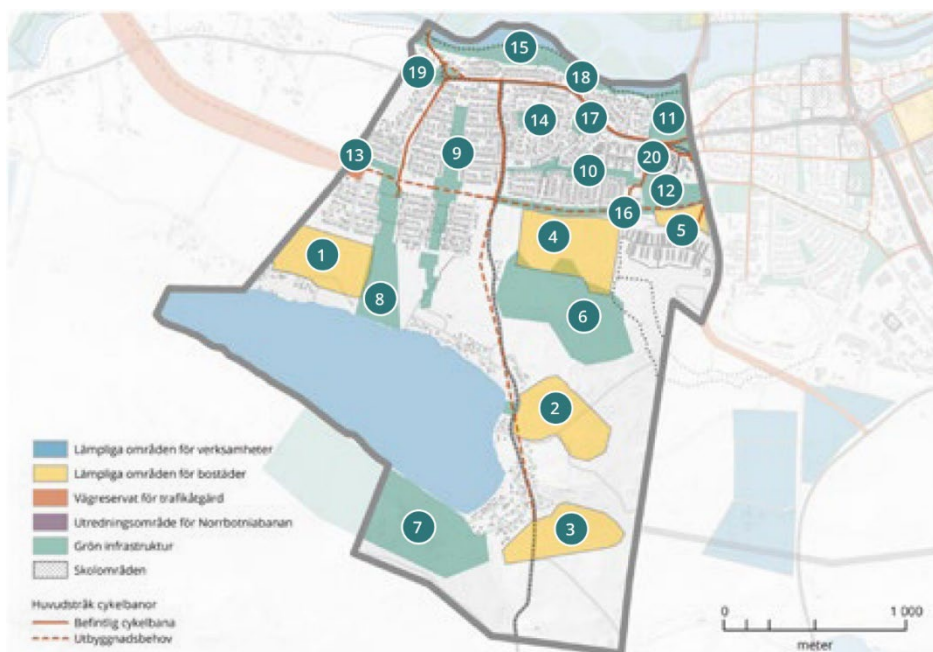 15
19
18
11
14
17
13
9
20
10
12
16
5
4
1
8
6
2
7
3
Lämpliga områden för verksamheter
Lämpliga områden för bostäder
Vägreservat för trafikåtgärd
Utredningsområde för Norrbotniabanan
Grön infrastruktur
Skolområden
Huvudstråk cykelbanor
Befintlig cykelbana
Utbyggnadsbehov
0 1 000
meter